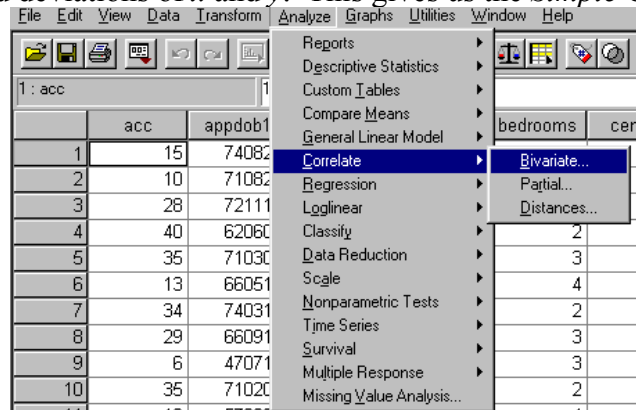 d deviations of x and y. This gives us the Sample C
File Edit View Data Transform Analyze Graphs Utilities Window Help
1 : acc 1
acc appdob1 bedrooms cen
Reports
Descriptive Statistics
Custom Tables
Compare Means
General Linear Model
Correlate
Regression
Loglinear
Classify
Data Reduction
Scale
Nonparametric Tests
Time Series
Survival
Multiple Response
Missing Value Analysis...
Bivariate...
Partial...
Distances...
1 15 74082
2 10 71082
3 28 72111
4 40 62060 2
5 35 71030 3
6 13 66051 4
7 34 74031 2
8 29 66091 3
9 6 47071 3
10 35 71020 2